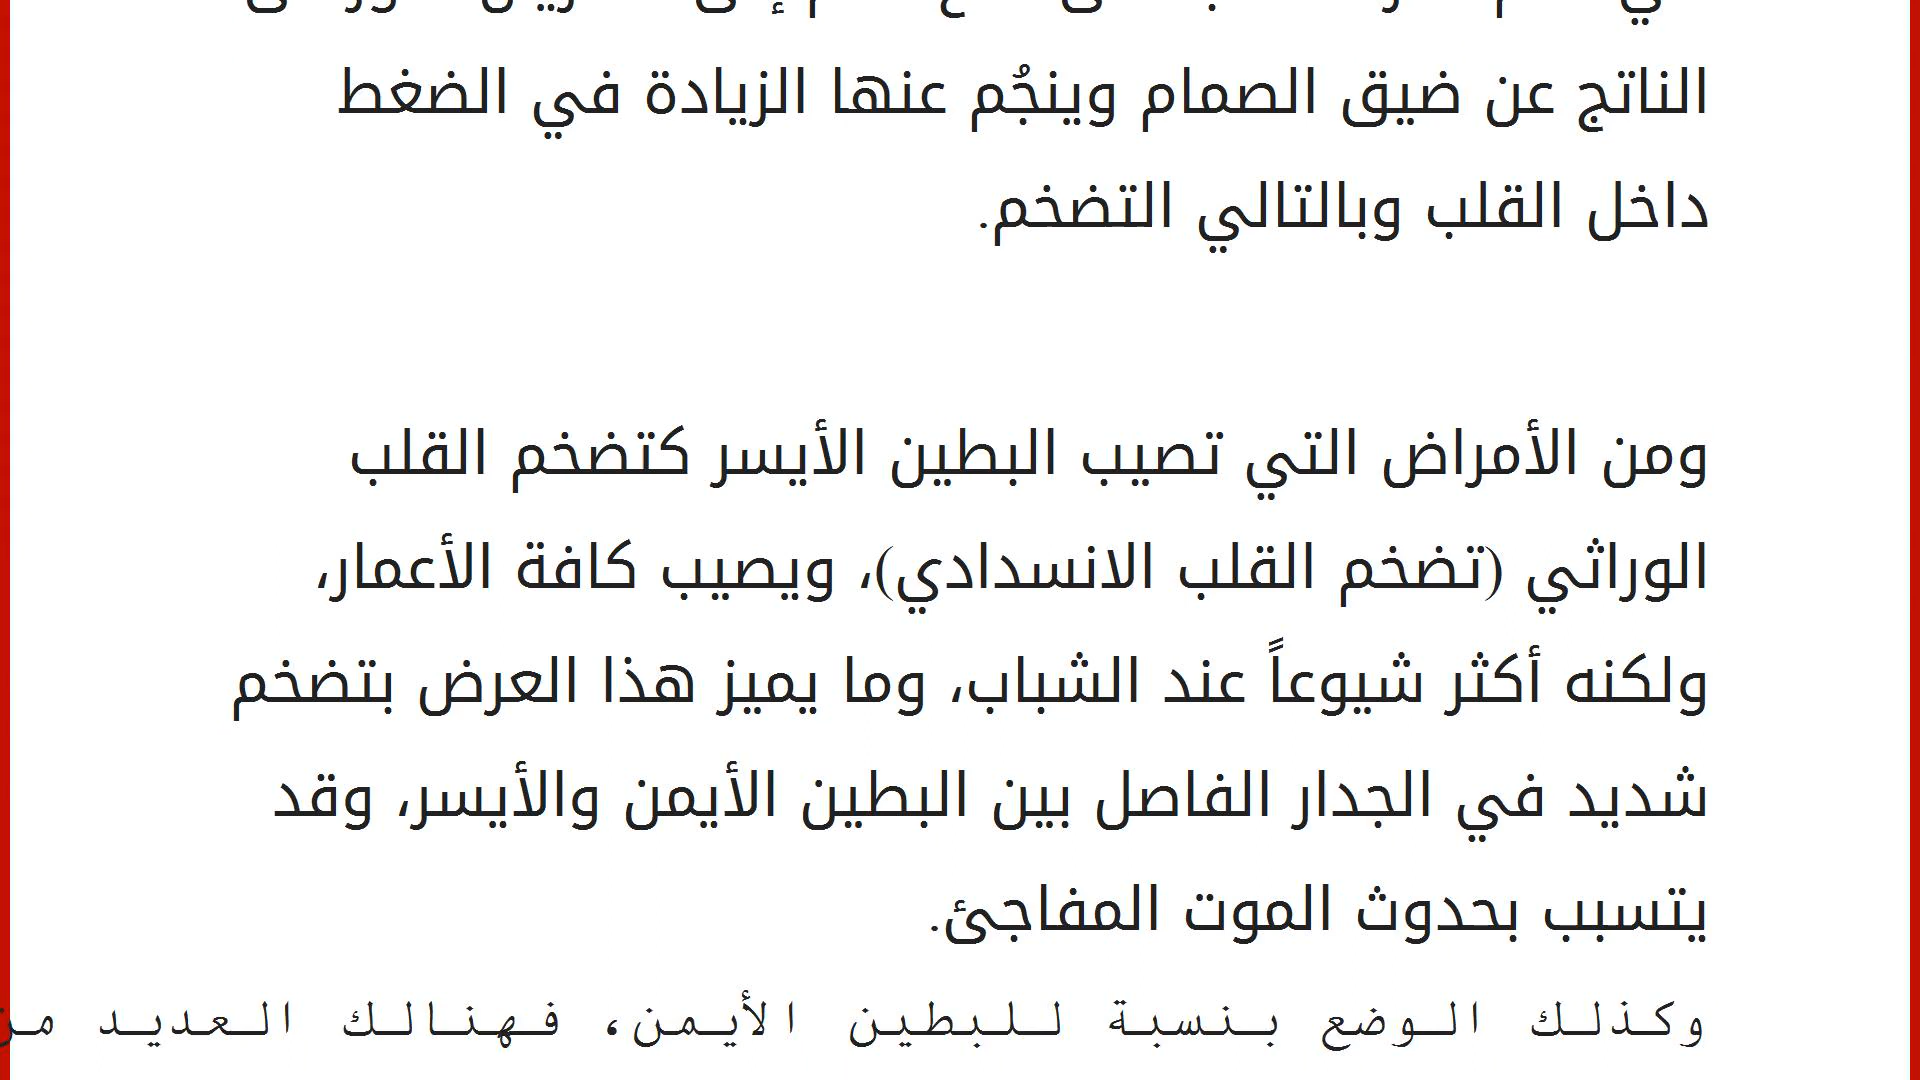 الناتج عن ضيق الصمام وينجُم عنها الزيادة في الضغط
داخل القلب وبالتالي التضخم.
ومن الأمراض التي تصيب البطين الأيسر كتضخم القلب
الوراثي (تضخم القلب الانسدادي)، ويصيب كافة الأعمار،
ولكنه أكثر شيوعاً عند الشباب، وما يميز هذا العرض بتضخم
شديد في الجدار الفاصل بين البطين الأيمن والأيسر، وقد
يتسبب بحدوث الموت المفاجئ.
وكذلك الوضع بنسبة للبطين الأيمن، فهنالك العديد من